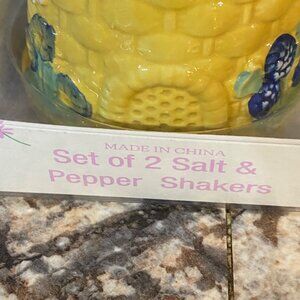 MADE IN CHINA
Set of 2 Salt &
Pepper Shakers